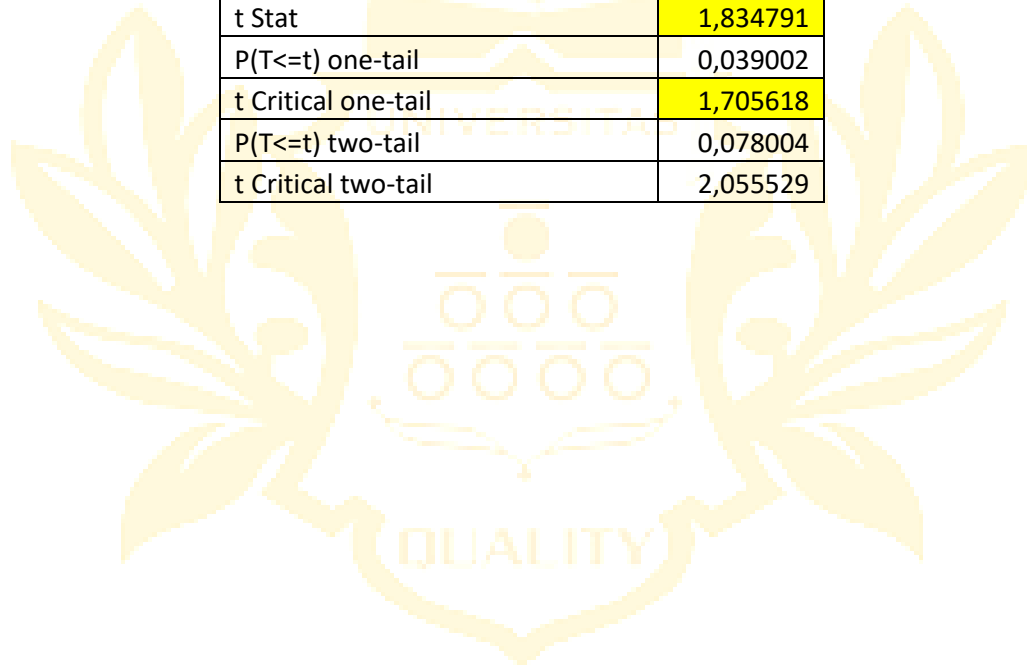 t Stat 1,834791
P(T<=t) one-tail 0,039002
t Critical one-tail 1,705618
P(T<=t) two-tail 0,078004
t Critical two-tail 2,055529
UNIVERSITAS
QUALITY